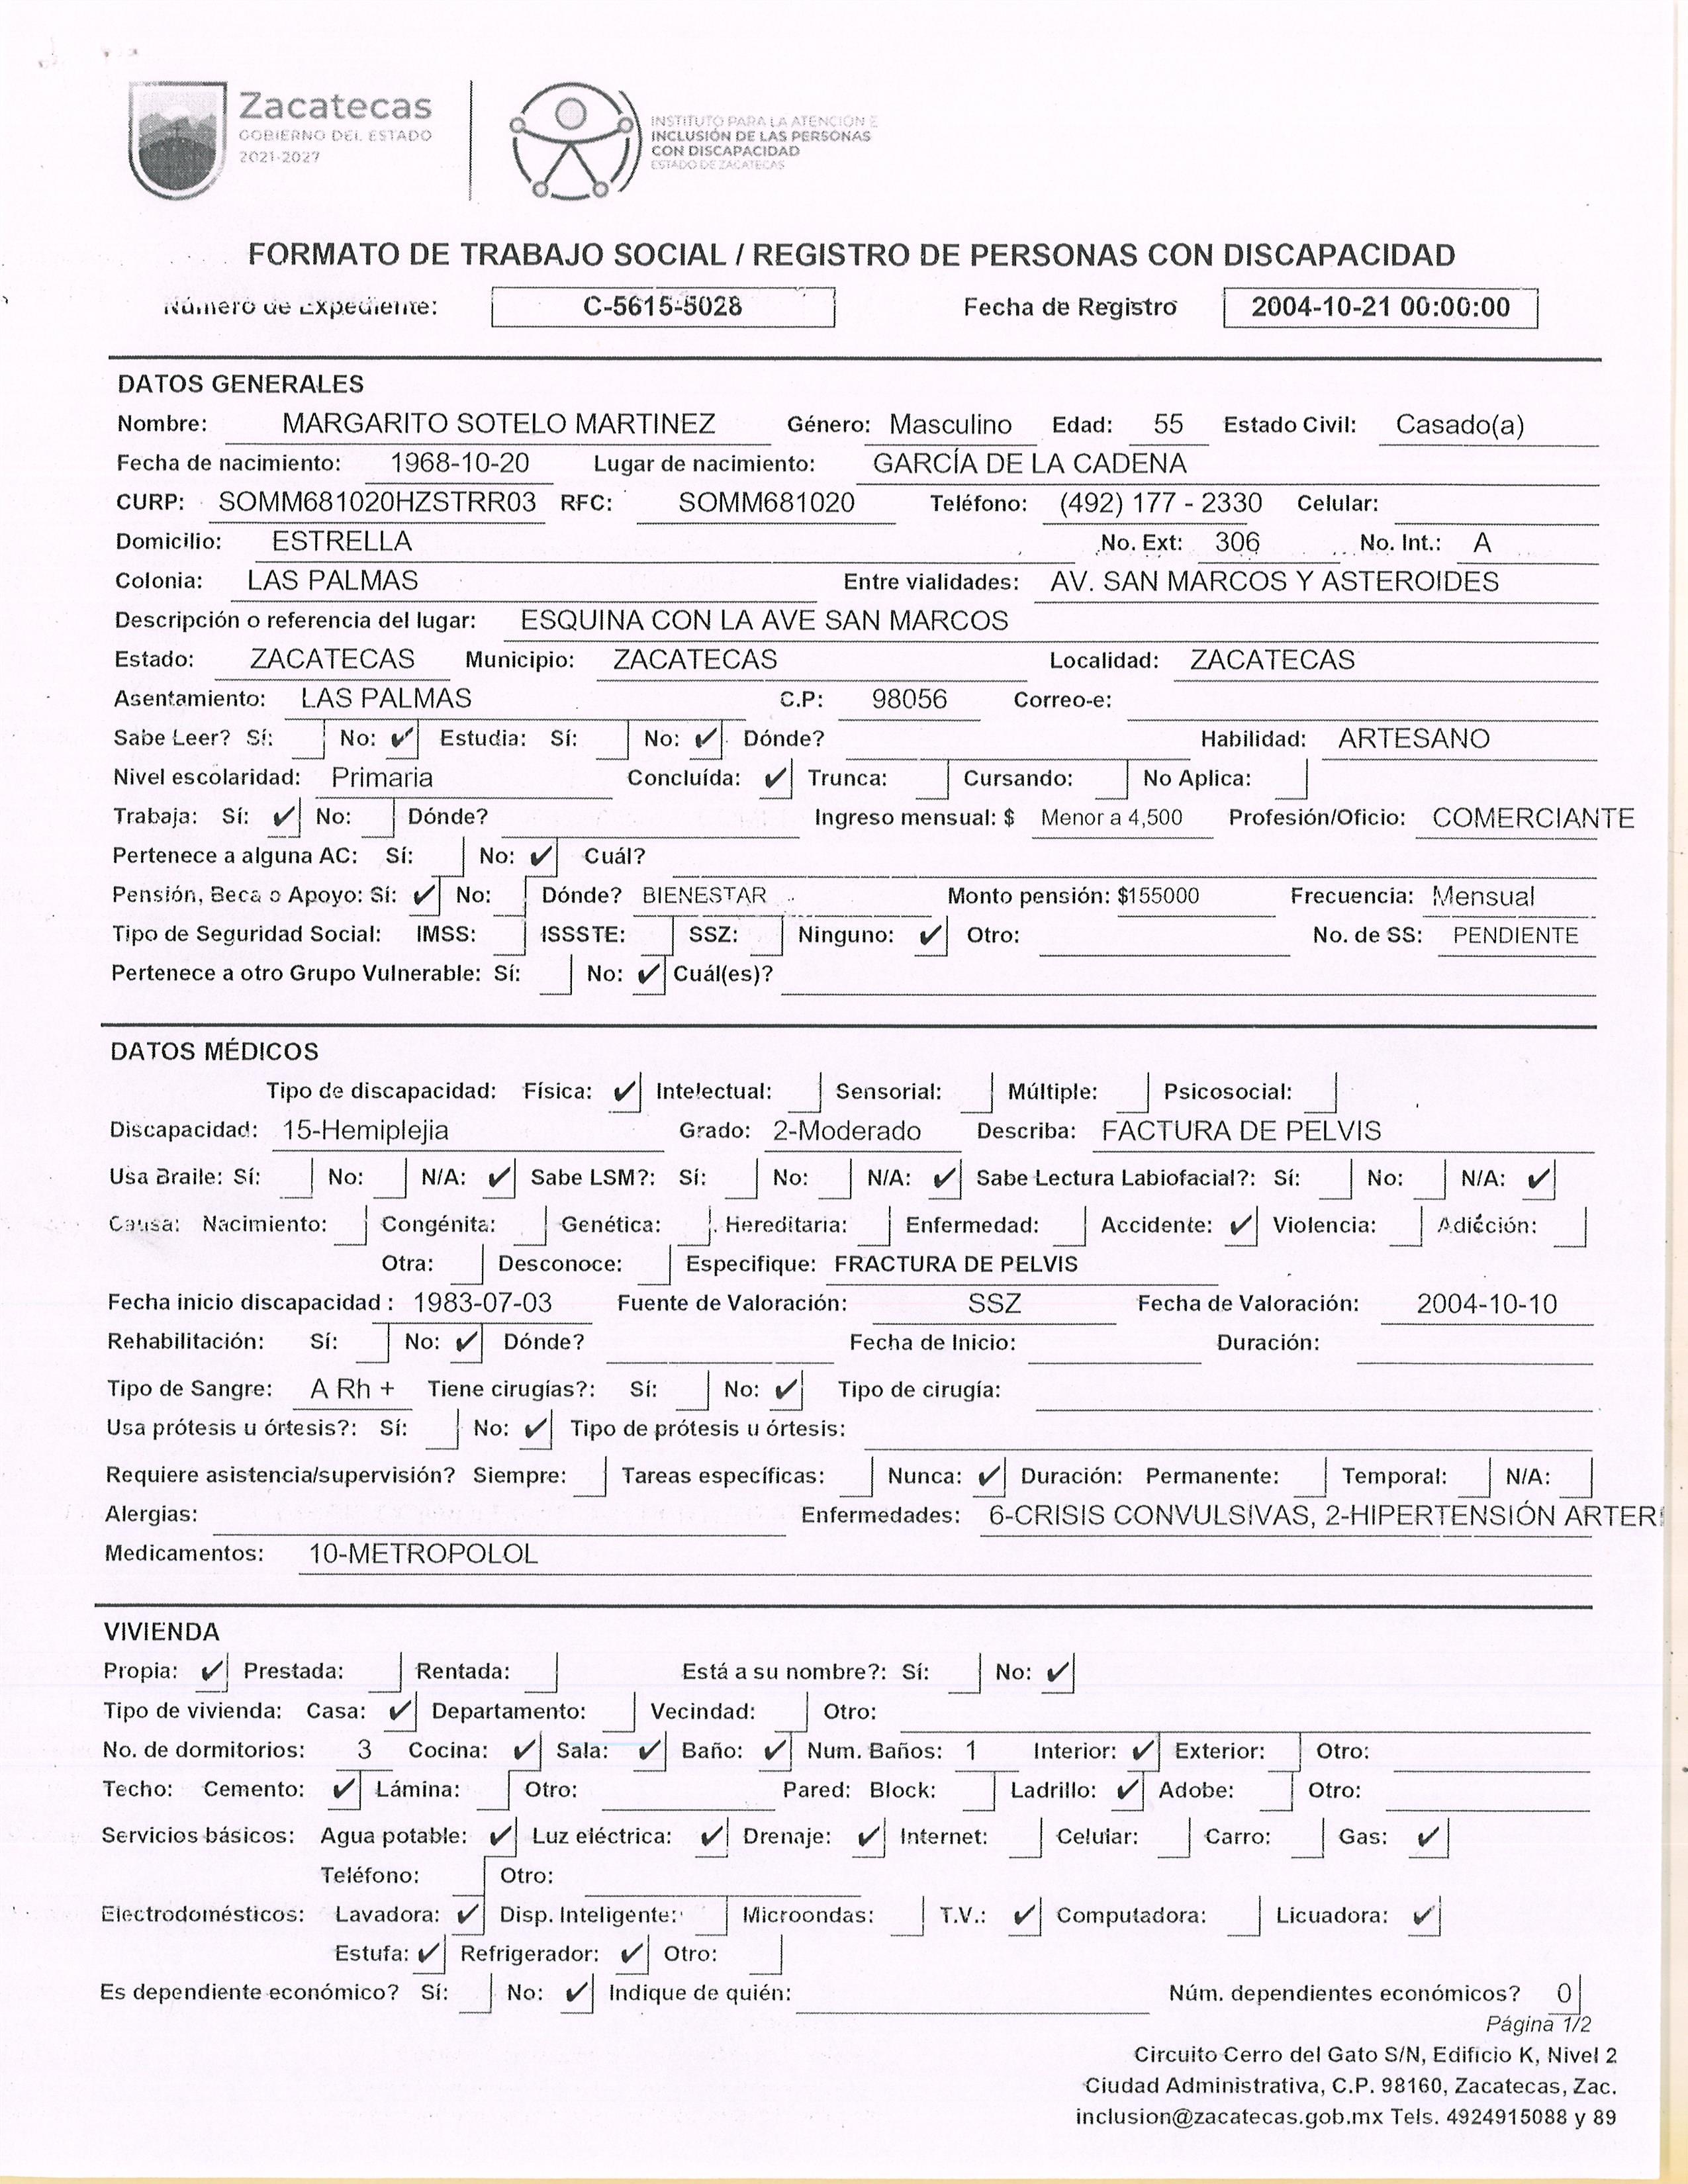 Zacatecas
GOBIERNO DEL ESTADO
2021-2027
INSTITUTO PARA LA ATENCIÓN E
INCLUSIÓN DE LAS PERSONAS
CON DISCAPACIDAD
ESTADO DE ZACATECAS
FORMATO DE TRABAJO SOCIAL / REGISTRO DE PERSONAS CON DISCAPACIDAD
Número de Expediente: C-5615-5028 Fecha de Registro 2004-10-21 00:00:00
DATOS GENERALES
Nombre: MARGARITO SOTELO MARTINEZ Género: Masculino Edad: 55 Estado Civil: Casado(a)
Fecha de nacimiento: 1968-10-20 Lugar de nacimiento: GARCÍA DE LA CADENA
CURP: SOMM681020HZSTRR03 RFC: SOMM681020 Teléfono: (492) 177 - 2330 Celular:
Domicilio: ESTRELLA No. Ext: 306 No. Int.: A
Colonia: LAS PALMAS Entre vialidades: AV. SAN MARCOS Y ASTEROIDES
Descripción o referencia del lugar: ESQUINA CON LA AVE SAN MARCOS
Estado: ZACATECAS Municipio: ZACATECAS Localidad: ZACATECAS
Asentamiento: LAS PALMAS C.P: 98056 Correo-e:
Sabe Leer? Sí: No: ✔ Estudia: Sí: No: ✔ Dónde? Habilidad: ARTESANO
Nivel escolaridad: Primaria Concluída: ✔ Trunca: Cursando: No Aplica:
Trabaja: Sí: ✔ No: Dónde? Ingreso mensual: $ Menor a 4,500 Profesión/Oficio: COMERCIANTE
Pertenece a alguna AC: Sí: No: ✔ Cuál?
Pensión, Beca o Apoyo: Sí: ✔ No: Dónde? BIENESTAR Monto pensión: $155000 Frecuencia: Mensual
Tipo de Seguridad Social: IMSS: ISSSTE: SSZ: Ninguno: ✔ Otro: No. de SS: PENDIENTE
Pertenece a otro Grupo Vulnerable: Sí: No: ✔ Cuál(es)?
DATOS MÉDICOS
Tipo de discapacidad: Física: ✔ Intelectual: Sensorial: Múltiple: Psicosocial:
Discapacidad: 15-Hemiplejia Grado: 2-Moderado Describa: FACTURA DE PELVIS
Usa Braile: Sí: No: N/A: ✔ Sabe LSM?: Sí: No: N/A: ✔ Sabe Lectura Labiofacial?: Sí: No: N/A: ✔
Causa: Nacimiento: Congénita: Genética: Hereditaria: Enfermedad: Accidente: ✔ Violencia: Adicción:
Otra: Desconoce: Especifique: FRACTURA DE PELVIS
Fecha inicio discapacidad : 1983-07-03 Fuente de Valoración: SSZ Fecha de Valoración: 2004-10-10
Rehabilitación: Sí: No: ✔ Dónde? Fecha de Inicio: Duración:
Tipo de Sangre: A Rh + Tiene cirugías?: Sí: No: ✔ Tipo de cirugía:
Usa prótesis u órtesis?: Sí: No: ✔ Tipo de prótesis u órtesis:
Requiere asistencia/supervisión? Siempre: Tareas específicas: Nunca: ✔ Duración: Permanente: Temporal: N/A:
Alergias: Enfermedades: 6-CRISIS CONVULSIVAS, 2-HIPERTENSIÓN ARTERI
Medicamentos: 10-METROPOLOL
VIVIENDA
Propia: ✔ Prestada: Rentada: Está a su nombre?: Sí: No: ✔
Tipo de vivienda: Casa: ✔ Departamento: Vecindad: Otro:
No. de dormitorios: 3 Cocina: ✔ Sala: ✔ Baño: ✔ Num. Baños: 1 Interior: ✔ Exterior: Otro:
Techo: Cemento: ✔ Lámina: Otro: Pared: Block: Ladrillo: ✔ Adobe: Otro:
Servicios básicos: Agua potable: ✔ Luz eléctrica: ✔ Drenaje: ✔ Internet: Celular: Carro: Gas: ✔
Teléfono: Otro:
Electrodomésticos: Lavadora: ✔ Disp. Inteligente: Microondas: T.V.: ✔ Computadora: Licuadora: ✔
Estufa: ✔ Refrigerador: ✔ Otro:
Es dependiente económico? Sí: No: ✔ Indique de quién: Núm. dependientes económicos? 0
Página 1/2
Circuito Cerro del Gato S/N, Edificio K, Nivel 2
Ciudad Administrativa, C.P. 98160, Zacatecas, Zac.
inclusion@zacatecas.gob.mx Tels. 4924915088 y 89